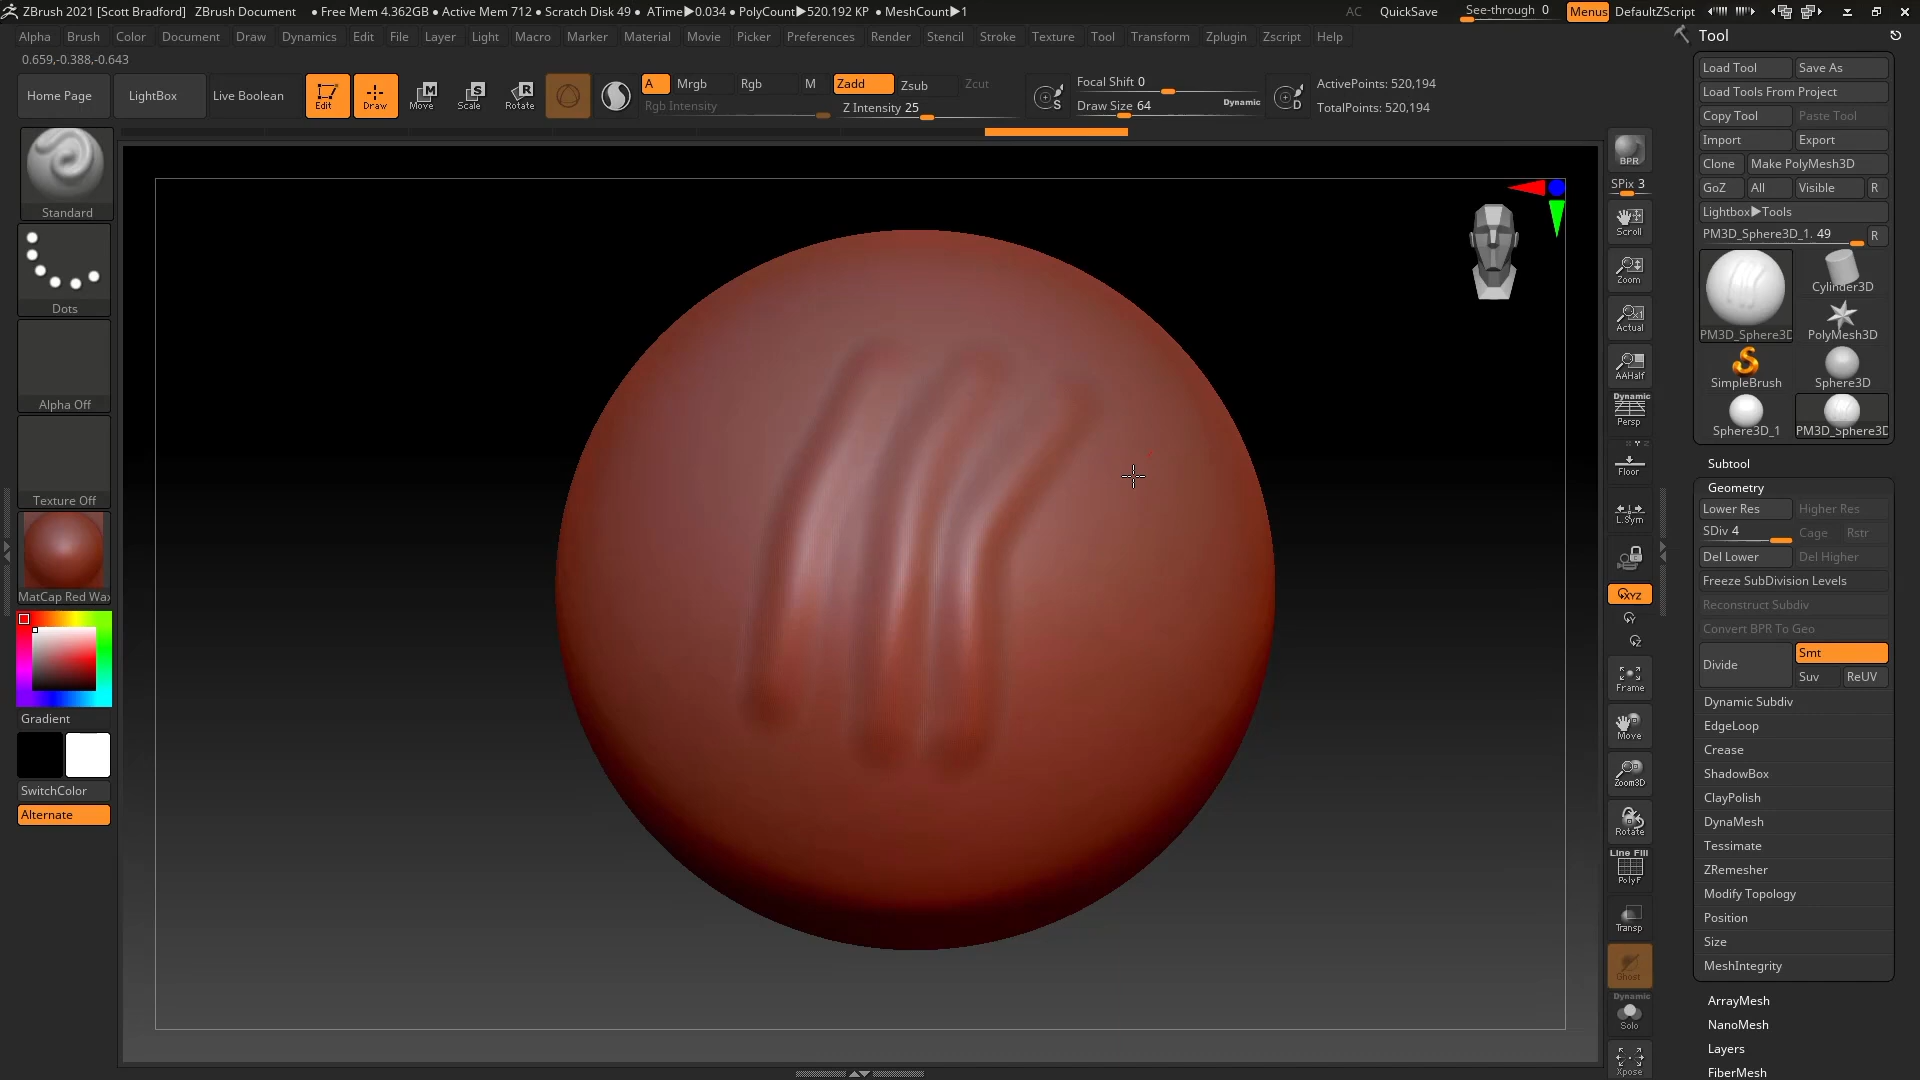 ZBrush 2021 [Scott Bradford] ZBrush Document • Free Mem 4.362GB • Active Mem 712 • Scratch Disk 49 • ATime▶0.034 • PolyCount▶520.192 KP • MeshCount▶1 AC QuickSave See-through 0 Menus DefaultZScript
Alpha Brush Color Document Draw Dynamics Edit File Layer Light Macro Marker Material Movie Picker Preferences Render Stencil Stroke Texture Tool Transform Zplugin Zscript Help
0.659,-0.388,-0.643
Home Page LightBox Live Boolean Edit Draw Move Scale Rotate
A Mrgb Rgb M Zadd Zsub Zcut
Rgb Intensity Z Intensity 25
Focal Shift 0
Draw Size 64 Dynamic
ActivePoints: 520,194
TotalPoints: 520,194
Standard
Dots
Alpha Off
Texture Off
MatCap Red Wax
Gradient
SwitchColor
Alternate
BPR
SPix 3
Scroll
Zoom
Actual
AAHalf
Dynamic
Persp
Floor
L.Sym
XYZ
Y
Z
Frame
Move
Zoom3D
Rotate
Line Fill
PolyF
Transp
Ghost
Dynamic
Solo
Xpose
Tool
Load Tool Save As
Load Tools From Project
Copy Tool Paste Tool
Import Export
Clone Make PolyMesh3D
GoZ All Visible R
Lightbox▶Tools
PM3D_Sphere3D_1. 49 R
PM3D_Sphere3D Cylinder3D
PolyMesh3D
SimpleBrush Sphere3D
Sphere3D_1 PM3D_Sphere3D
Subtool
Geometry
Lower Res Higher Res
SDiv 4 Cage Rstr
Del Lower Del Higher
Freeze SubDivision Levels
Reconstruct Subdiv
Convert BPR To Geo
Divide Smt
Suv ReUV
Dynamic Subdiv
EdgeLoop
Crease
ShadowBox
ClayPolish
DynaMesh
Tessimate
ZRemesher
Modify Topology
Position
Size
MeshIntegrity
ArrayMesh
NanoMesh
Layers
FiberMesh